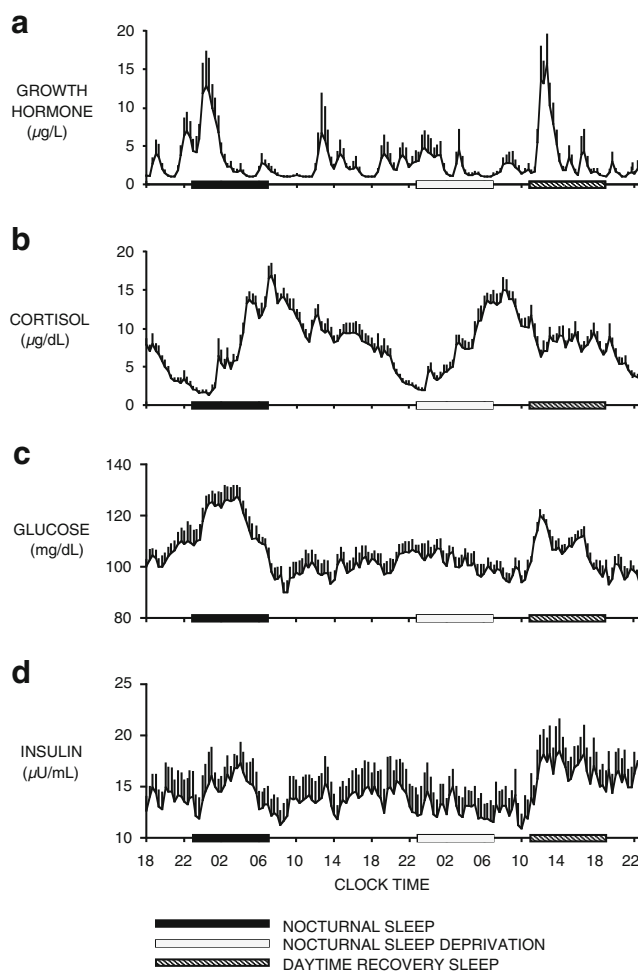 a
GROWTH
HORMONE
(µg/L)
20
15
10
5
0
b
CORTISOL
(µg/dL)
20
15
10
5
0
c
GLUCOSE
(mg/dL)
140
120
100
80
d
INSULIN
(µU/mL)
25
20
15
10
18 22 02 06 10 14 18 22 02 06 10 14 18 22
CLOCK TIME
NOCTURNAL SLEEP
NOCTURNAL SLEEP DEPRIVATION
DAYTIME RECOVERY SLEEP